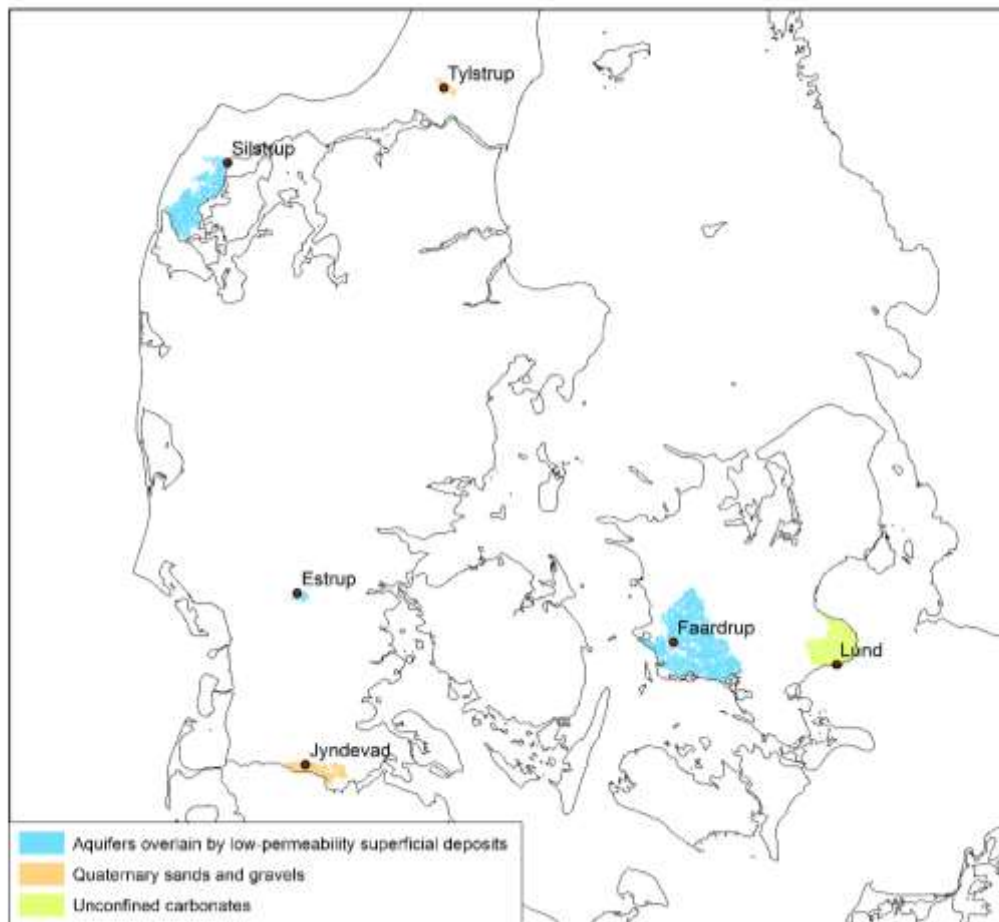 Tylstrup
Silstrup
Estrup
Faardrup
Lund
Jyndevad
Aquifers overlain by low-permeability superficial deposits
Quaternary sands and gravels
Unconfined carbonates